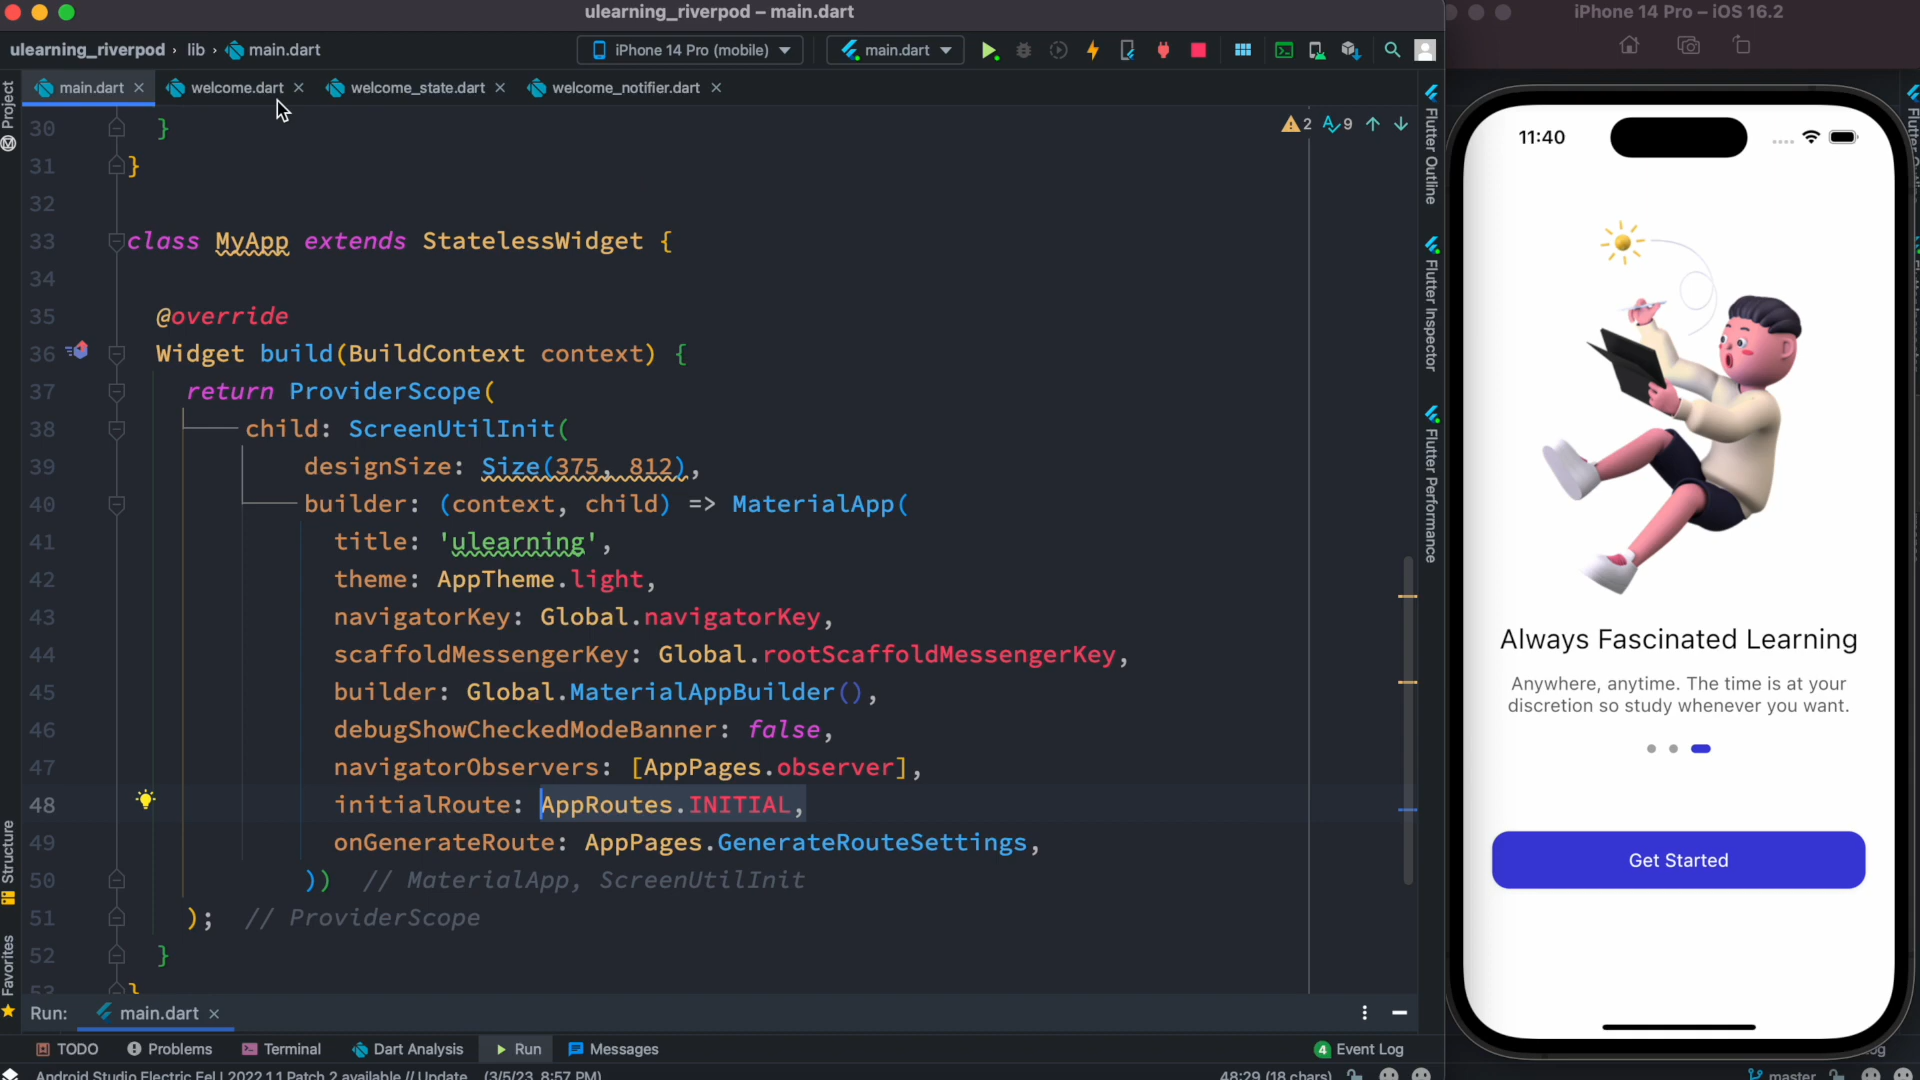 ulearning_riverpod – main.dart
iPhone 14 Pro – iOS 16.2
ulearning_riverpod › lib › main.dart
iPhone 14 Pro (mobile)
main.dart
main.dart
welcome.dart
welcome_state.dart
welcome_notifier.dart
Project
Structure
Favorites
Flutter Outline
Flutter Inspector
Flutter Performance
2 9
30 }
31 }
32
33 class MyApp extends StatelessWidget {
34
35 @override
36 Widget build(BuildContext context) {
37 return ProviderScope(
38 child: ScreenUtilInit(
39 designSize: Size(375, 812),
40 builder: (context, child) => MaterialApp(
41 title: 'ulearning',
42 theme: AppTheme.light,
43 navigatorKey: Global.navigatorKey,
44 scaffoldMessengerKey: Global.rootScaffoldMessengerKey,
45 builder: Global.MaterialAppBuilder(),
46 debugShowCheckedModeBanner: false,
47 navigatorObservers: [AppPages.observer],
48 initialRoute: AppRoutes.INITIAL,
49 onGenerateRoute: AppPages.GenerateRouteSettings,
50 )) // MaterialApp, ScreenUtilInit
51 ); // ProviderScope
52 }
53 }
Run: main.dart
TODO
Problems
Terminal
Dart Analysis
Run
Messages
4 Event Log
Android Studio Electric Eel | 2022.1.1 Patch 2 available // Update... (3/5/23, 8:57 PM)
48:29 (18 chars)
master
11:40
Always Fascinated Learning
Anywhere, anytime. The time is at your
discretion so study whenever you want.
Get Started